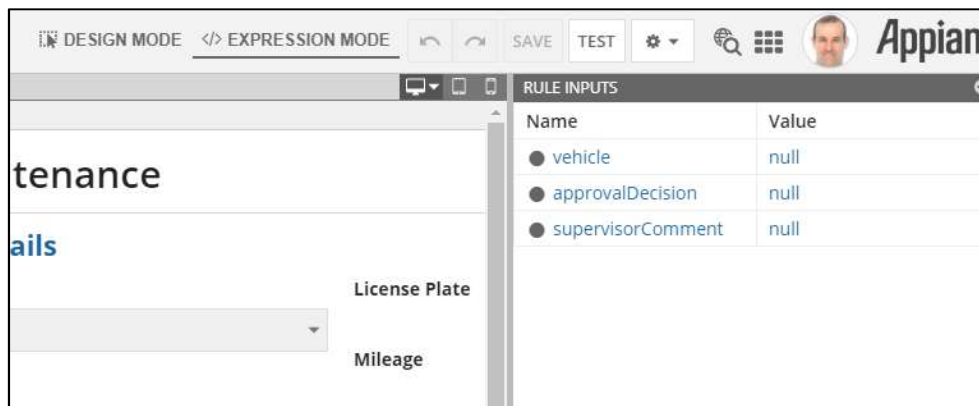 DESIGN MODE </> EXPRESSION MODE SAVE TEST Appian
RULE INPUTS
Name Value
tenance
vehicle null
approvalDecision null
supervisorComment null
ails
License Plate
Mileage